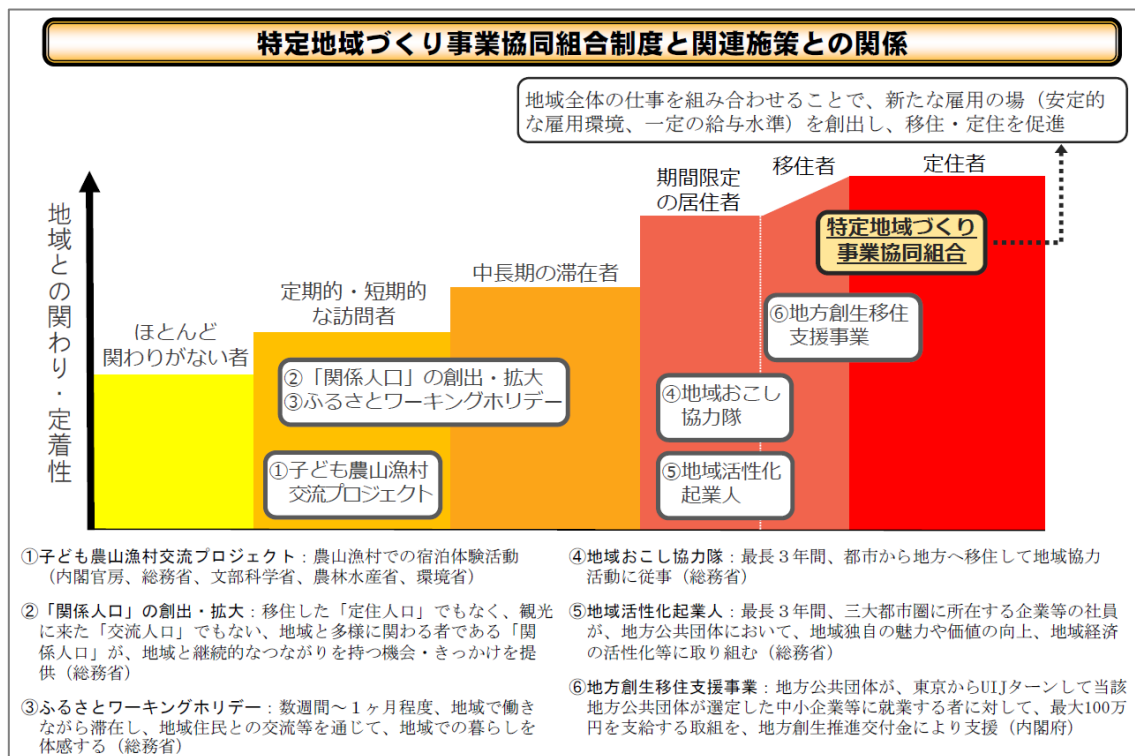 特定地域づくり事業協同組合制度と関連施策との関係
地域全体の仕事を組み合わせることで、新たな雇用の場（安定的
な雇用環境、一定の給与水準）を創出し、移住・定住を促進
地域との関わり・定着性
ほとんど
関わりがない者
定期的・短期的
な訪問者
中長期の滞在者
期間限定
の居住者
移住者
定住者
特定地域づくり
事業協同組合
⑥地方創生移住
支援事業
②「関係人口」の創出・拡大
③ふるさとワーキングホリデー
④地域おこし
協力隊
①子ども農山漁村
交流プロジェクト
⑤地域活性化
起業人
①子ども農山漁村交流プロジェクト：農山漁村での宿泊体験活動
（内閣官房、総務省、文部科学省、農林水産省、環境省）
②「関係人口」の創出・拡大：移住した「定住人口」でもなく、観光
に来た「交流人口」でもない、地域と多様に関わる者である「関
係人口」が、地域と継続的なつながりを持つ機会・きっかけを提
供（総務省）
③ふるさとワーキングホリデー：数週間～１ヶ月程度、地域で働き
ながら滞在し、地域住民との交流等を通じて、地域での暮らしを
体感する（総務省）
④地域おこし協力隊：最長３年間、都市から地方へ移住して地域協力
活動に従事（総務省）
⑤地域活性化起業人：最長３年間、三大都市圏に所在する企業等の社員
が、地方公共団体において、地域独自の魅力や価値の向上、地域経済
の活性化等に取り組む（総務省）
⑥地方創生移住支援事業：地方公共団体が、東京からUIJターンして当該
地方公共団体が選定した中小企業等に就業する者に対して、最大100万
円を支給する取組を、地方創生推進交付金により支援（内閣府）